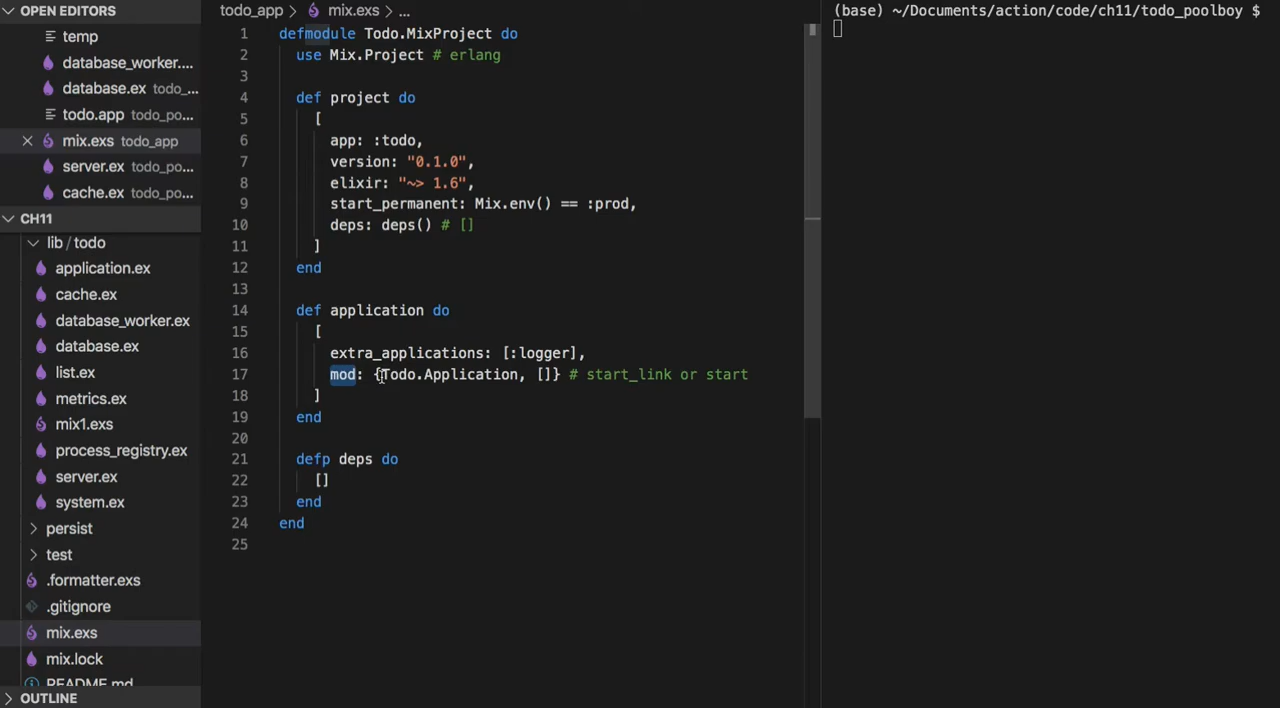 OPEN EDITORS
temp
database_worker....
database.ex todo_...
todo.app todo_po...
mix.exs todo_app
server.ex todo_po...
cache.ex todo_po...
CH11
lib / todo
application.ex
cache.ex
database_worker.ex
database.ex
list.ex
metrics.ex
mix1.exs
process_registry.ex
server.ex
system.ex
persist
test
.formatter.exs
.gitignore
mix.exs
mix.lock
README.md
OUTLINE
todo_app > mix.exs > ...
1 defmodule Todo.MixProject do
2 use Mix.Project # erlang
3
4 def project do
5 [
6 app: :todo,
7 version: "0.1.0",
8 elixir: "~> 1.6",
9 start_permanent: Mix.env() == :prod,
10 deps: deps() # []
11 ]
12 end
13
14 def application do
15 [
16 extra_applications: [:logger],
17 mod: {Todo.Application, []} # start_link or start
18 ]
19 end
20
21 defp deps do
22 []
23 end
24 end
25
(base) ~/Documents/action/code/ch11/todo_poolboy $